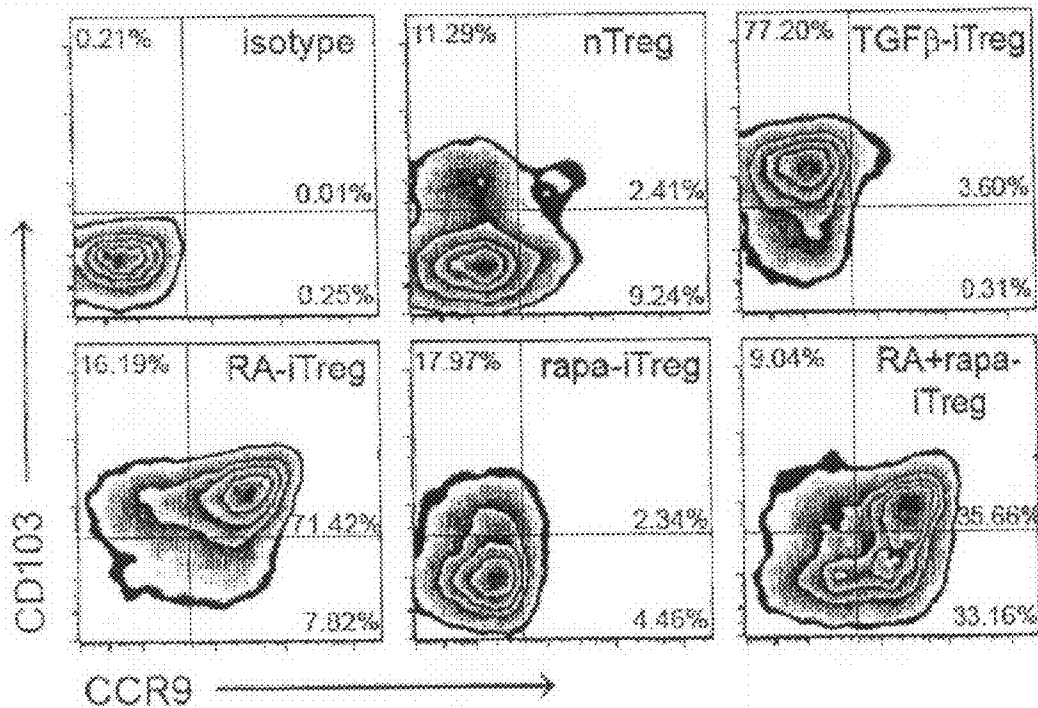 0.21% isotype
0.01%
0.25%
11.29% nTreg
2.41%
9.24%
77.20% TGFβ-iTreg
3.60%
0.31%
16.19% RA-iTreg
71.42%
7.82%
17.97% rapa-iTreg
2.34%
4.46%
9.04% RA+rapa-
iTreg
35.66%
33.16%
CD103
CCR9